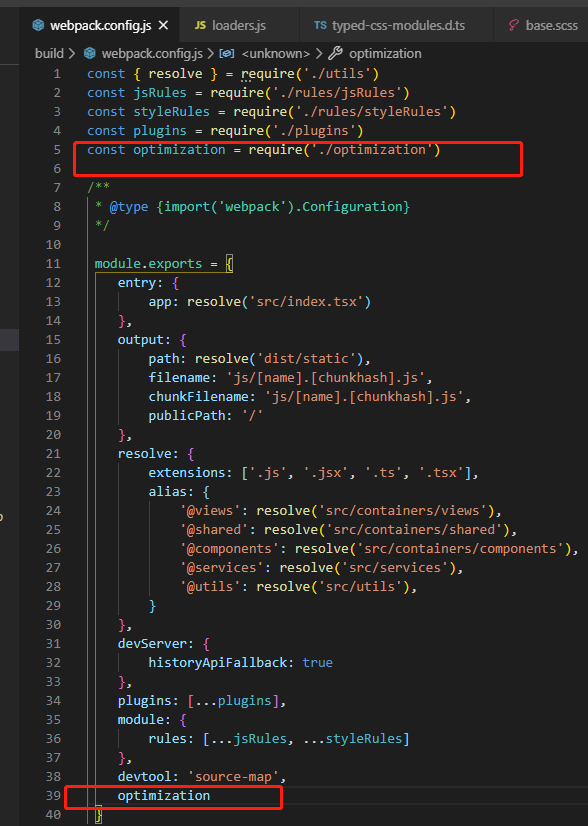 webpack.config.js
JS loaders.js
TS typed-css-modules.d.ts
base.scss
build > webpack.config.js > <unknown> > optimization
1 const { resolve } = require('./utils')
2 const jsRules = require('./rules/jsRules')
3 const styleRules = require('./rules/styleRules')
4 const plugins = require('./plugins')
5 const optimization = require('./optimization')
6
7 /**
8 * @type {import('webpack').Configuration}
9 */
10
11 module.exports = {
12 entry: {
13 app: resolve('src/index.tsx')
14 },
15 output: {
16 path: resolve('dist/static'),
17 filename: 'js/[name].[chunkhash].js',
18 chunkFilename: 'js/[name].[chunkhash].js',
19 publicPath: '/'
20 },
21 resolve: {
22 extensions: ['.js', '.jsx', '.ts', '.tsx'],
23 alias: {
24 '@views': resolve('src/containers/views'),
25 '@shared': resolve('src/containers/shared'),
26 '@components': resolve('src/containers/components'),
27 '@services': resolve('src/services'),
28 '@utils': resolve('src/utils'),
29 }
30 },
31 devServer: {
32 historyApiFallback: true
33 },
34 plugins: [...plugins],
35 module: {
36 rules: [...jsRules, ...styleRules]
37 },
38 devtool: 'source-map',
39 optimization
40 }